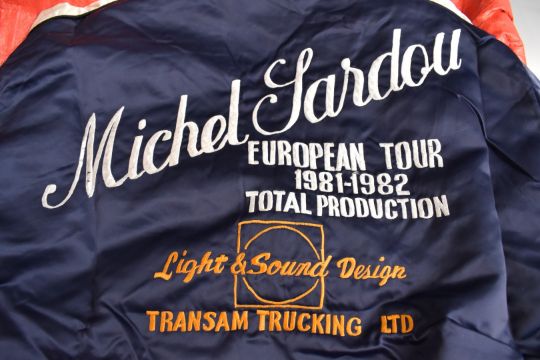 Michel Sardou
EUROPEAN TOUR
1981-1982
TOTAL PRODUCTION
Light & Sound Design
TRANSAM TRUCKING LTD